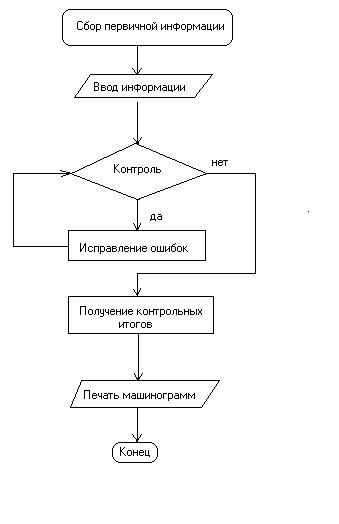 Сбор первичной информации
Ввод информации
Контроль
нет
да
Исправление ошибок
Получение контрольных
итогов
Печать машинограмм
Конец